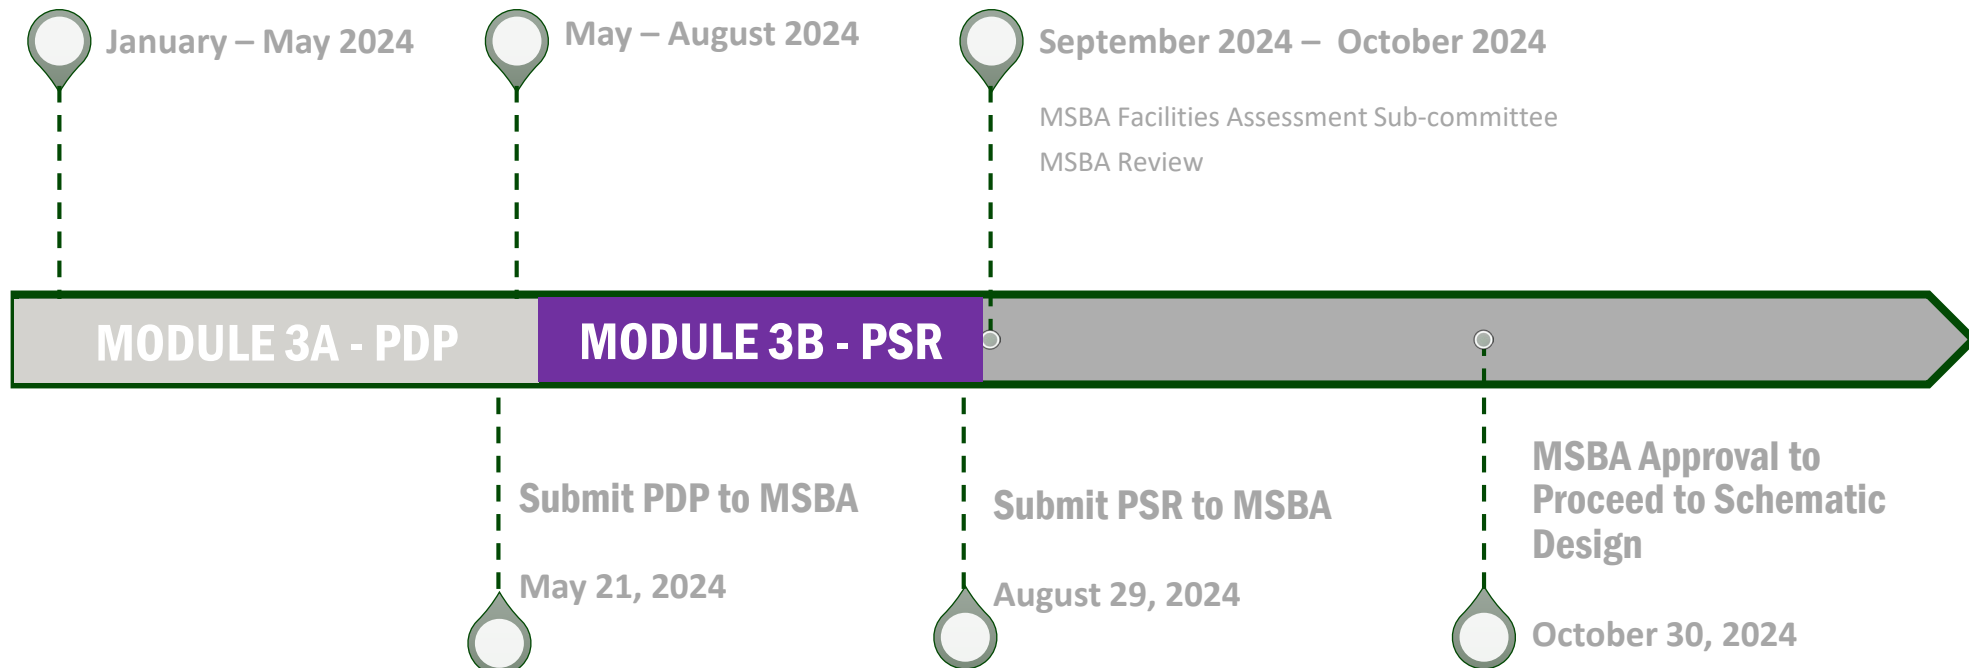 January – May 2024
May – August 2024
September 2024 – October 2024
MSBA Facilities Assessment Sub-committee
MSBA Review
MODULE 3A - PDP
MODULE 3B - PSR
Submit PDP to MSBA
May 21, 2024
Submit PSR to MSBA
August 29, 2024
MSBA Approval to
Proceed to Schematic
Design
October 30, 2024